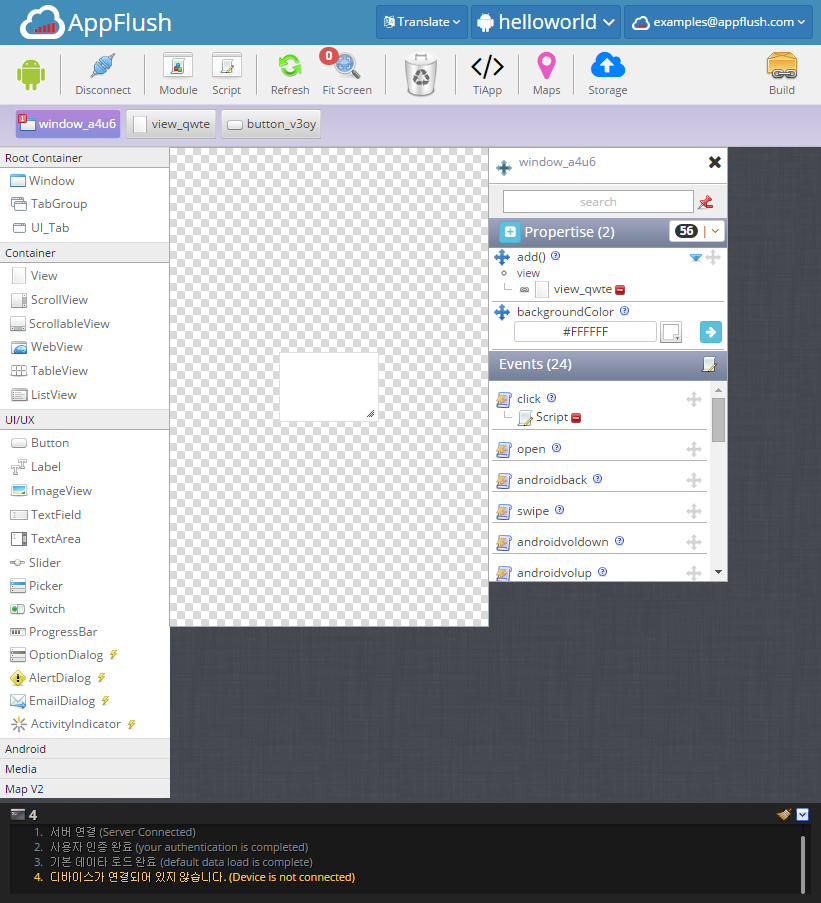 AppFlush
Translate
helloworld
examples@appflush.com
Disconnect
Module
Script
Refresh
0
Fit Screen
TiApp
Maps
Storage
Build
1
window_a4u6
view_qwte
button_v3oy
Root Container
Window
TabGroup
UI_Tab
Container
View
ScrollView
ScrollableView
WebView
TableView
ListView
UI/UX
Button
Label
ImageView
TextField
TextArea
Slider
Picker
Switch
ProgressBar
OptionDialog
AlertDialog
EmailDialog
ActivityIndicator
Android
Media
Map V2
window_a4u6
search
Propertise (2)
56
add()
view
view_qwte
backgroundColor
#FFFFFF
Events (24)
click
Script
open
androidback
swipe
androidvoldown
androidvolup
4
1. 서버 연결 (Server Connected)
2. 사용자 인증 완료 (your authentication is completed)
3. 기본 데이타 로드 완료 (default data load is complete)
4. 디바이스가 연결되어 있지 않습니다. (Device is not connected)